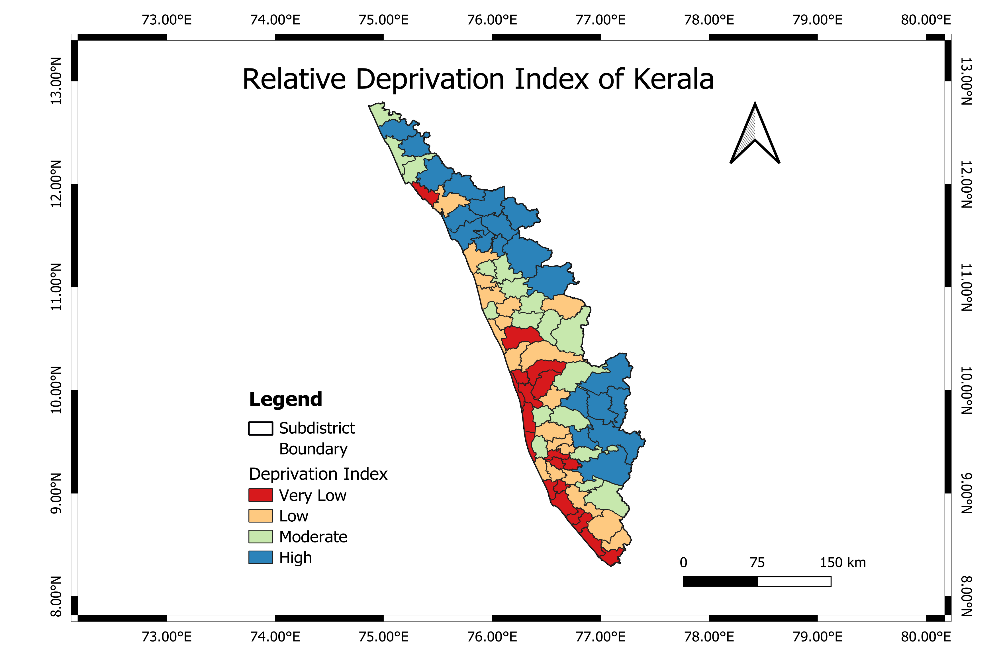 73.00°E 74.00°E 75.00°E 76.00°E 77.00°E 78.00°E 79.00°E 80.00°E
Relative Deprivation Index of Kerala
13.00°N 13.00°N
12.00°N 12.00°N
11.00°N 11.00°N
10.00°N 10.00°N
9.00°N 9.00°N
8.00°N 8.00°N
Legend
Subdistrict
Boundary
Deprivation Index
Very Low
Low
Moderate
High
0 75 150 km
73.00°E 74.00°E 75.00°E 76.00°E 77.00°E 78.00°E 79.00°E 80.00°E